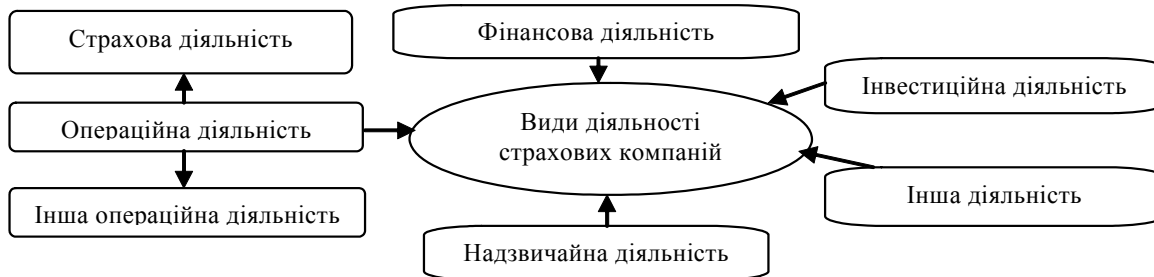 Страхова діяльність
Фінансова діяльність
Інвестиційна діяльність
Операційна діяльність
Види діяльності
страхових компаній
Інша операційна діяльність
Інша діяльність
Надзвичайна діяльність